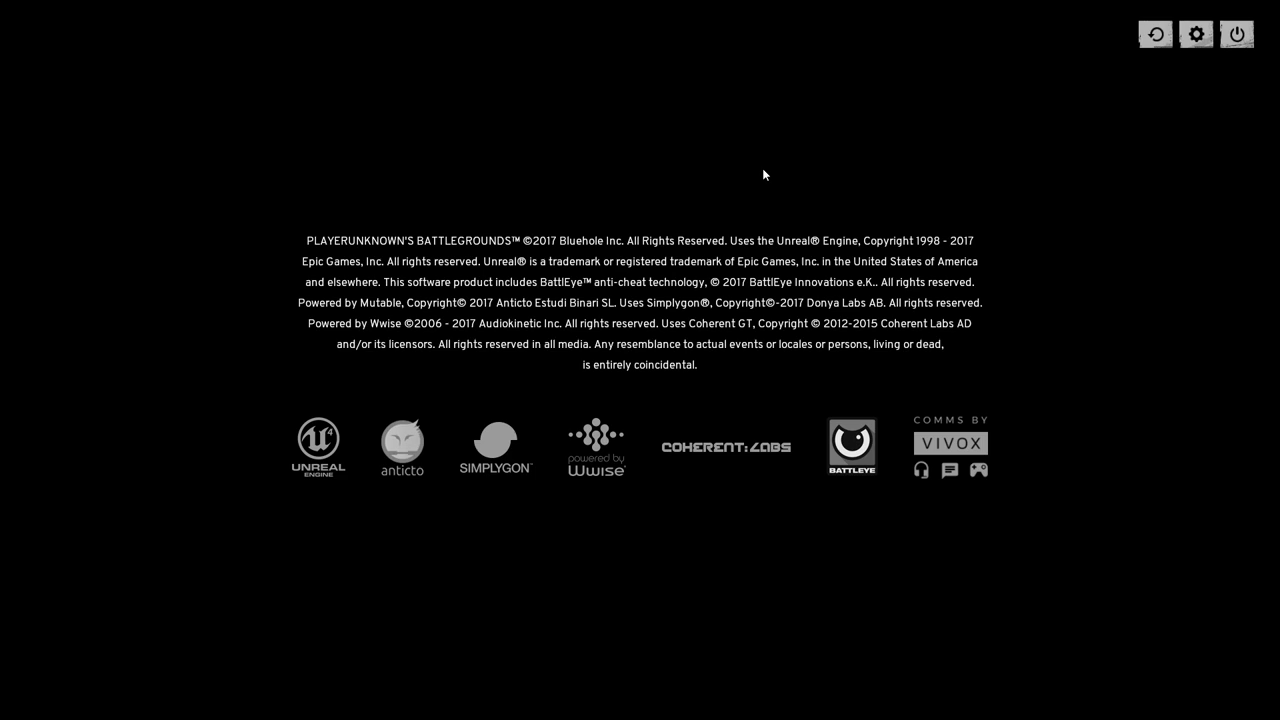 PLAYERUNKNOWN'S BATTLEGROUNDS™ ©2017 Bluehole Inc. All Rights Reserved. Uses the Unreal® Engine, Copyright 1998 - 2017
Epic Games, Inc. All rights reserved. Unreal® is a trademark or registered trademark of Epic Games, Inc. in the United States of America
and elsewhere. This software product includes BattlEye™ anti-cheat technology, © 2017 BattlEye Innovations e.K.. All rights reserved.
Powered by Mutable, Copyright© 2017 Anticto Estudi Binari SL. Uses Simplygon®, Copyright©-2017 Donya Labs AB. All rights reserved.
Powered by Wwise ©2006 - 2017 Audiokinetic Inc. All rights reserved. Uses Coherent GT, Copyright © 2012-2015 Coherent Labs AD
and/or its licensors. All rights reserved in all media. Any resemblance to actual events or locales or persons, living or dead,
is entirely coincidental.
U4
UNREAL
ENGINE
anticto
SIMPLYGON™
powered by
Wwise®
COHERENT:LABS
BATTLEYE
COMMS BY
VIVOX